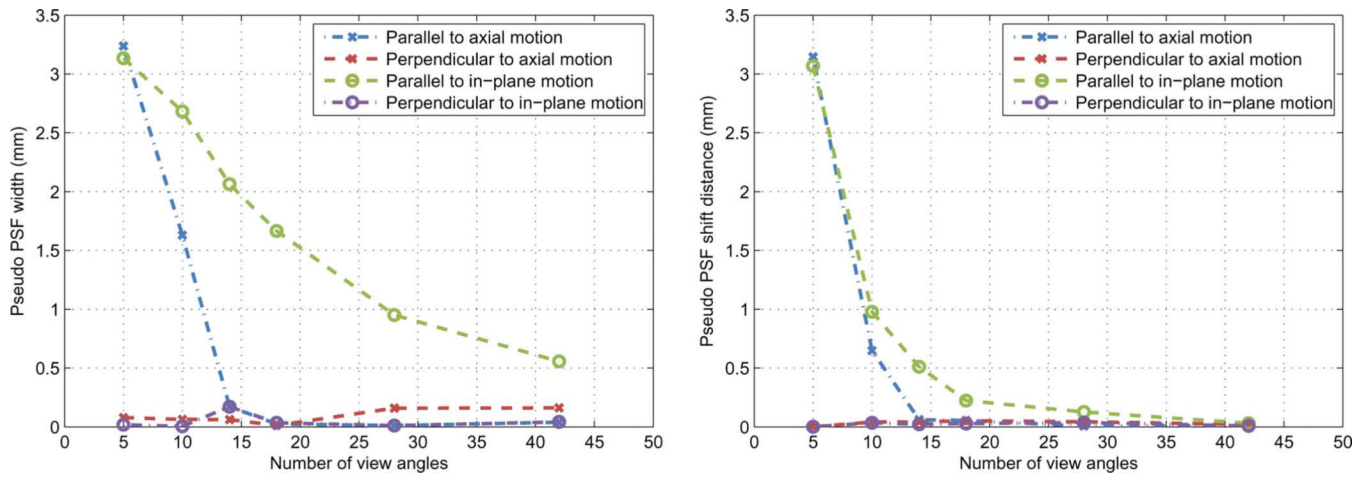 3.5
3
2.5
2
1.5
1
0.5
0
Pseudo PSF width (mm)
Parallel to axial motion
Perpendicular to axial motion
Parallel to in-plane motion
Perpendicular to in-plane motion
0 5 10 15 20 25 30 35 40 45 50
Number of view angles
3.5
3
2.5
2
1.5
1
0.5
0
Pseudo PSF shift distance (mm)
Parallel to axial motion
Perpendicular to axial motion
Parallel to in-plane motion
Perpendicular to in-plane motion
0 5 10 15 20 25 30 35 40 45 50
Number of view angles